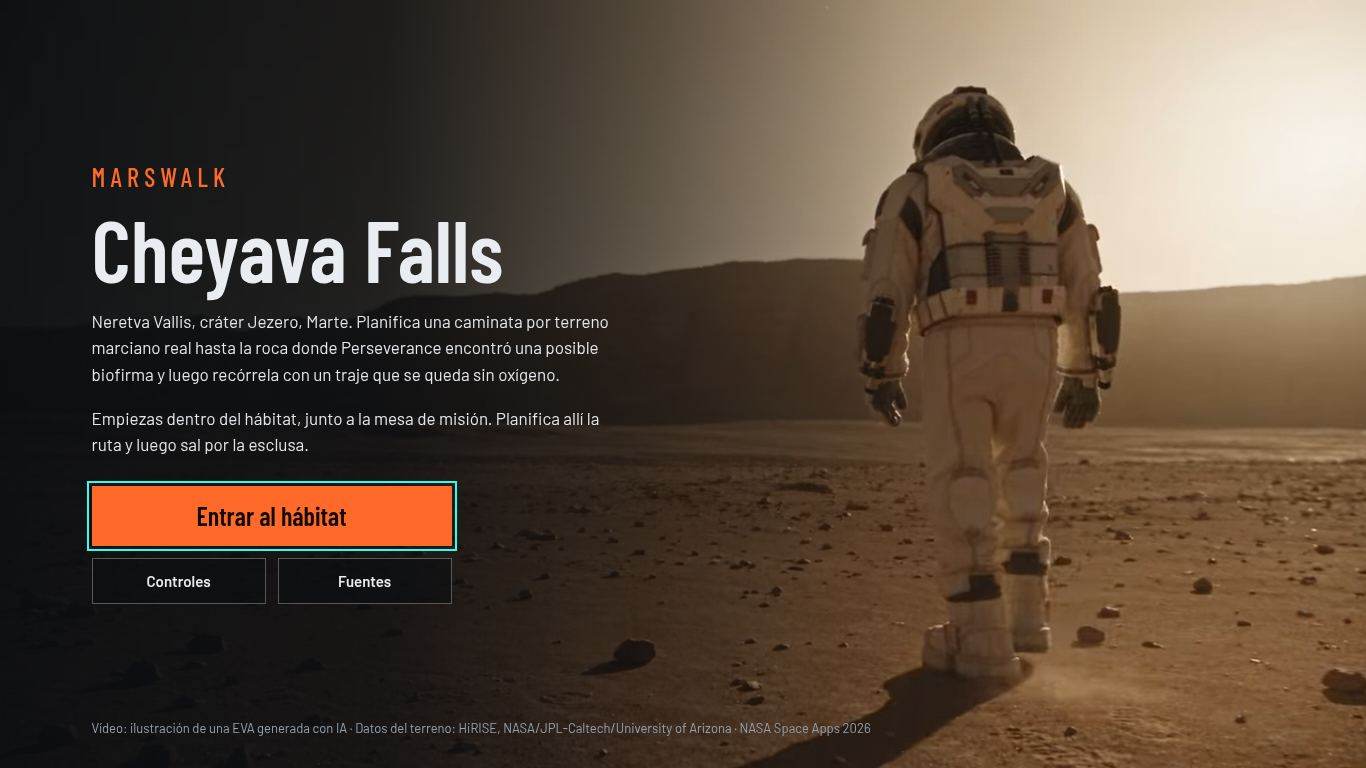 MARSWALK
Cheyava Falls
Neretva Vallis, cráter Jezero, Marte. Planifica una caminata por terreno
marciano real hasta la roca donde Perseverance encontró una posible
biofirma y luego recórrela con un traje que se queda sin oxígeno.
Empiezas dentro del hábitat, junto a la mesa de misión. Planifica allí la
ruta y luego sal por la esclusa.
Entrar al hábitat
Controles
Fuentes
Vídeo: ilustración de una EVA generada con IA · Datos del terreno: HiRISE, NASA/JPL-Caltech/University of Arizona · NASA Space Apps 2026